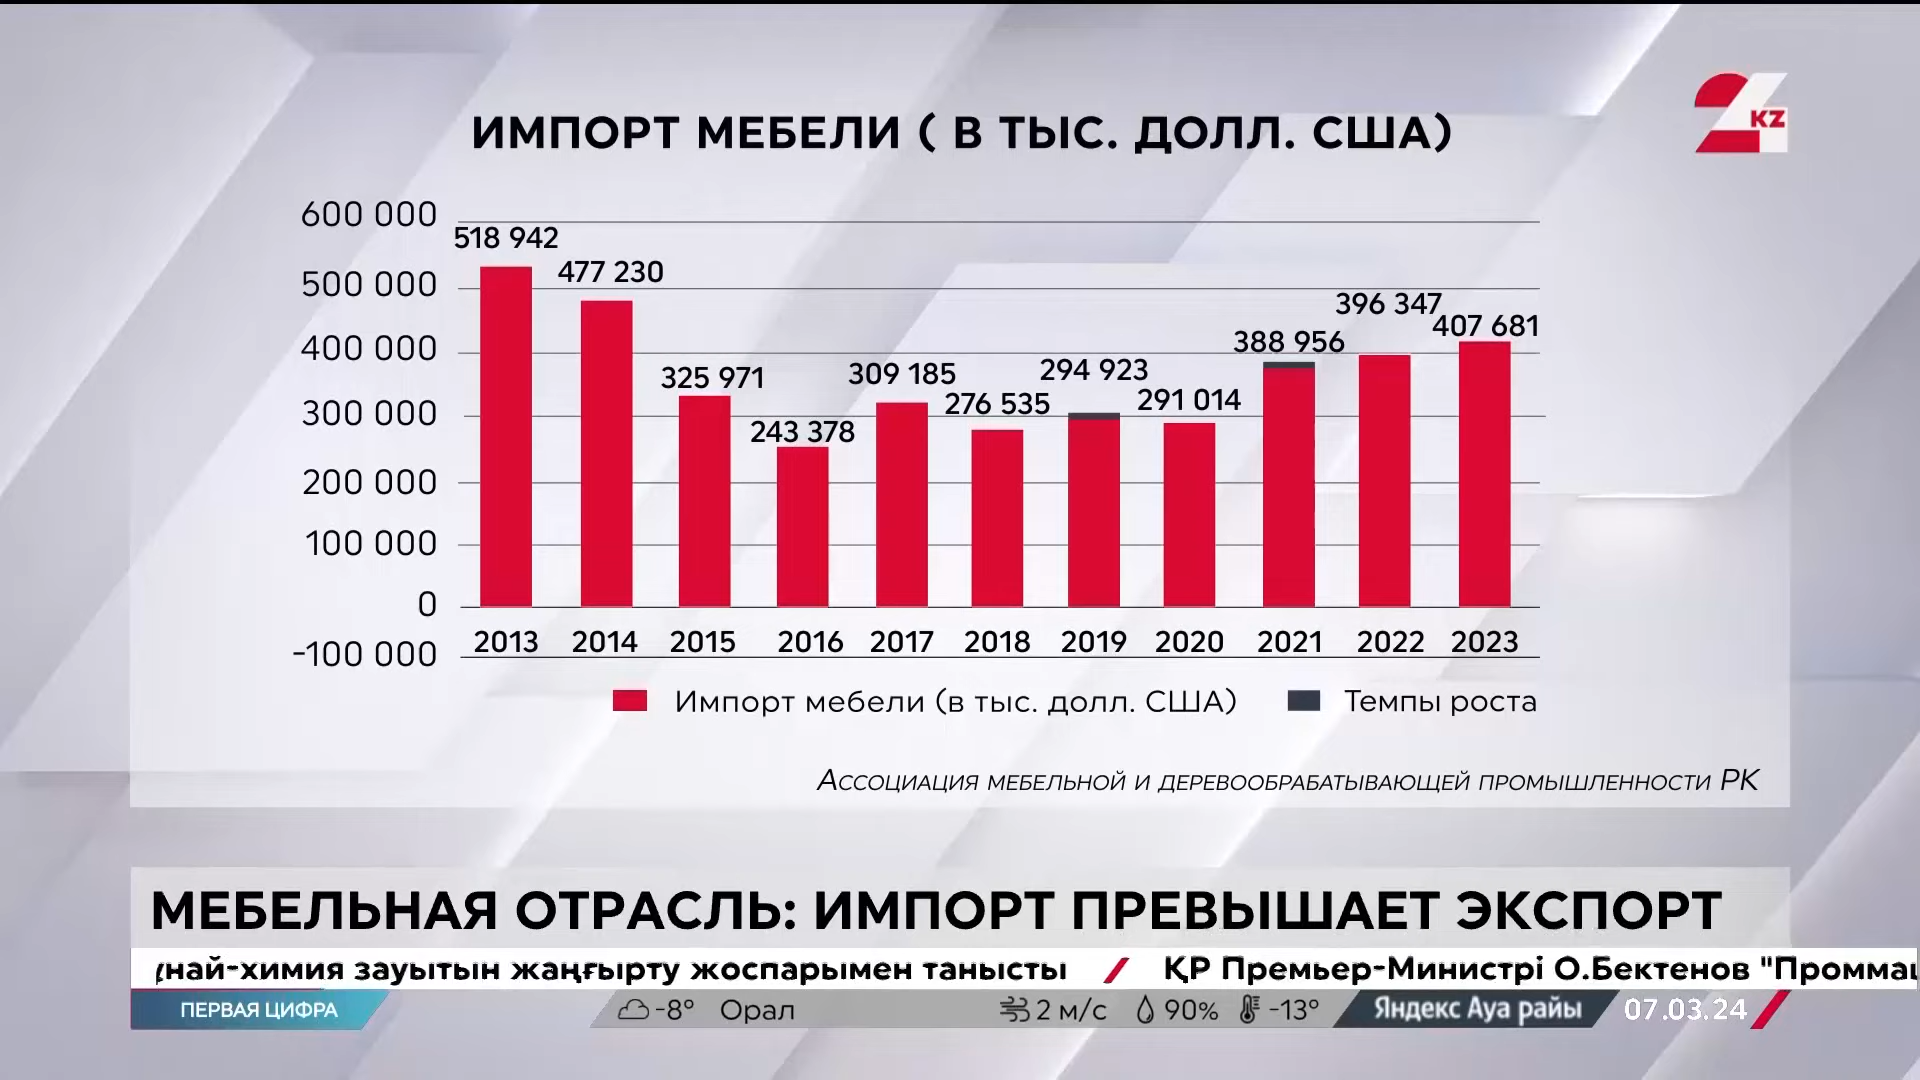 ИМПОРТ МЕБЕЛИ ( В ТЫС. ДОЛЛ. США)
KZ
600 000
500 000
400 000
300 000
200 000
100 000
0
-100 000
518 942
477 230
325 971
243 378
309 185
276 535
294 923
291 014
388 956
396 347
407 681
2013 2014 2015 2016 2017 2018 2019 2020 2021 2022 2023
Импорт мебели (в тыс. долл. США) Темпы роста
Ассоциация мебельной и деревообрабатывающей промышленности РК
МЕБЕЛЬНАЯ ОТРАСЛЬ: ИМПОРТ ПРЕВЫШАЕТ ЭКСПОРТ
най-химия зауытын жаңғырту жоспарымен танысты / ҚР Премьер-Министрі О.Бектенов "Промма
ПЕРВАЯ ЦИФРА -8° Орал 2 м/с 90% -13° Яндекс Ауа райы 07.03.24